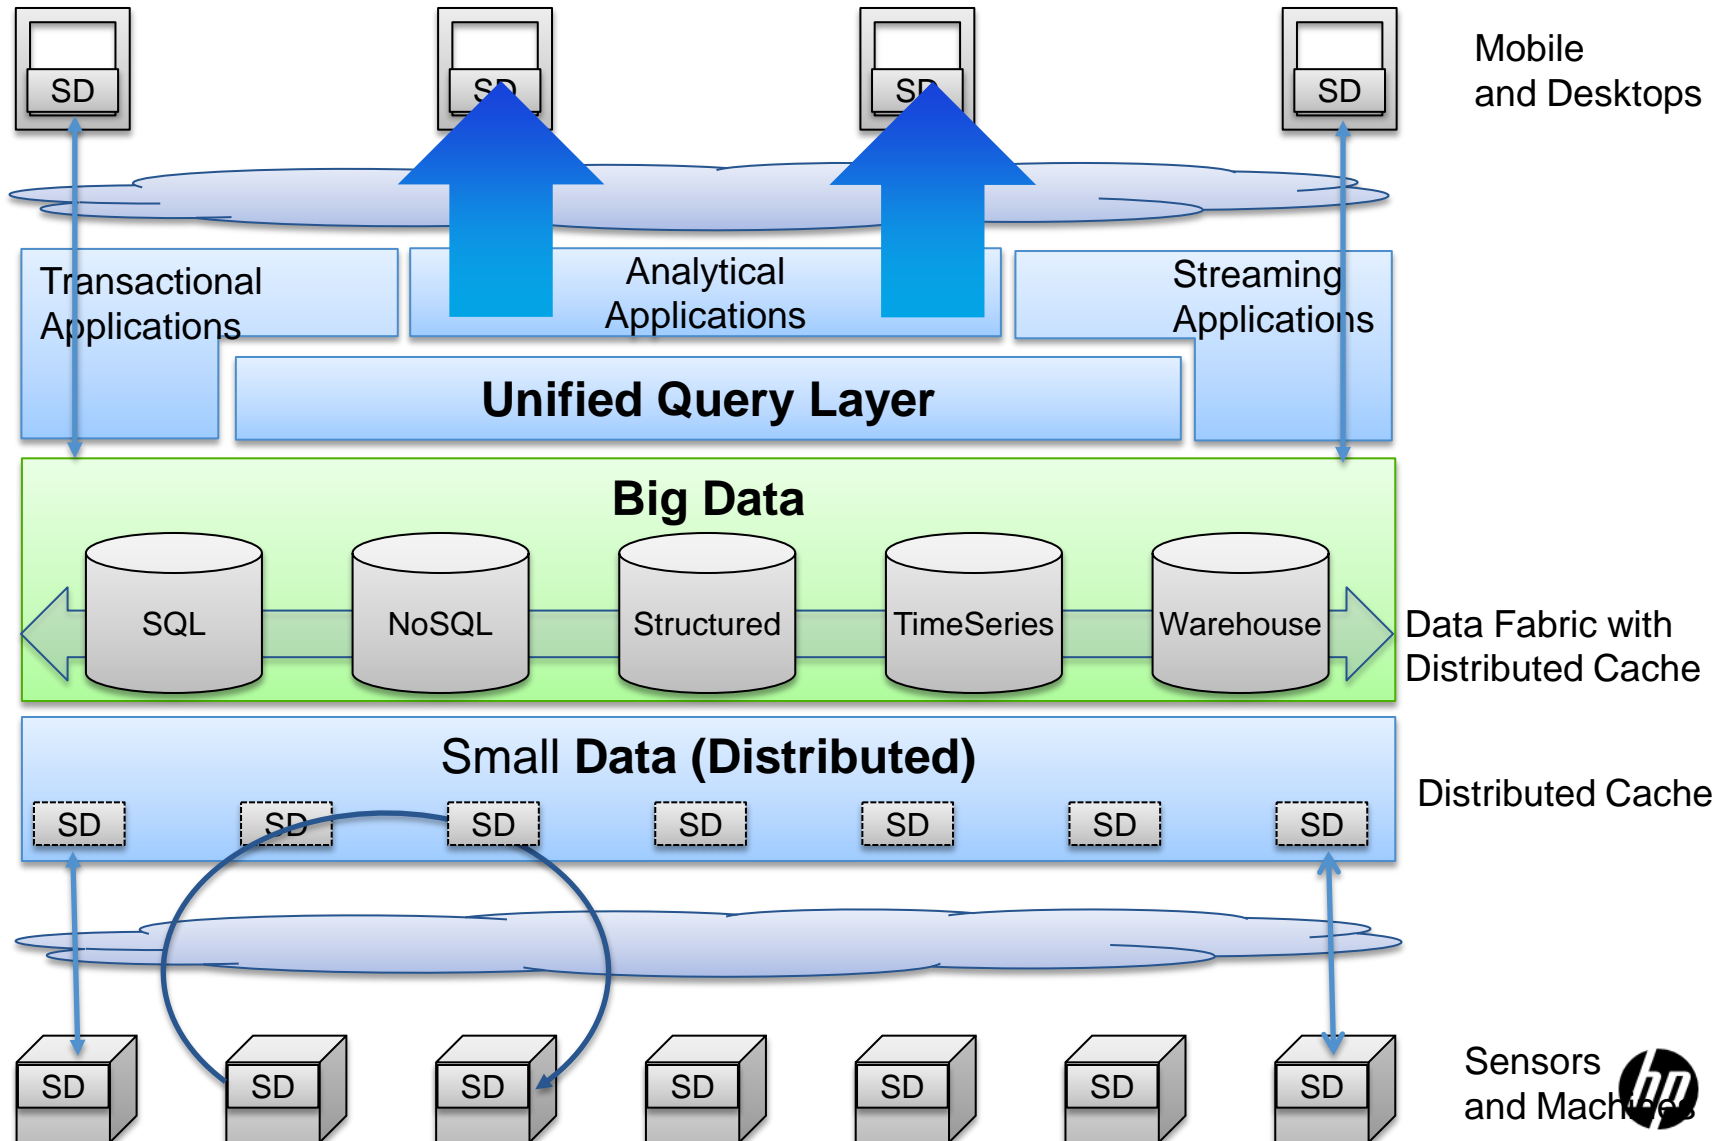 Mobile
and Desktops
SD
SD
SD
SD
Transactional
Applications
Analytical
Applications
Streaming
Applications
Unified Query Layer
Big Data
SQL
NoSQL
Structured
TimeSeries
Warehouse
Data Fabric with
Distributed Cache
Small Data (Distributed)
Distributed Cache
SD
SD
SD
SD
SD
SD
SD
SD
SD
SD
SD
SD
SD
SD
Sensors
and Machines
hp